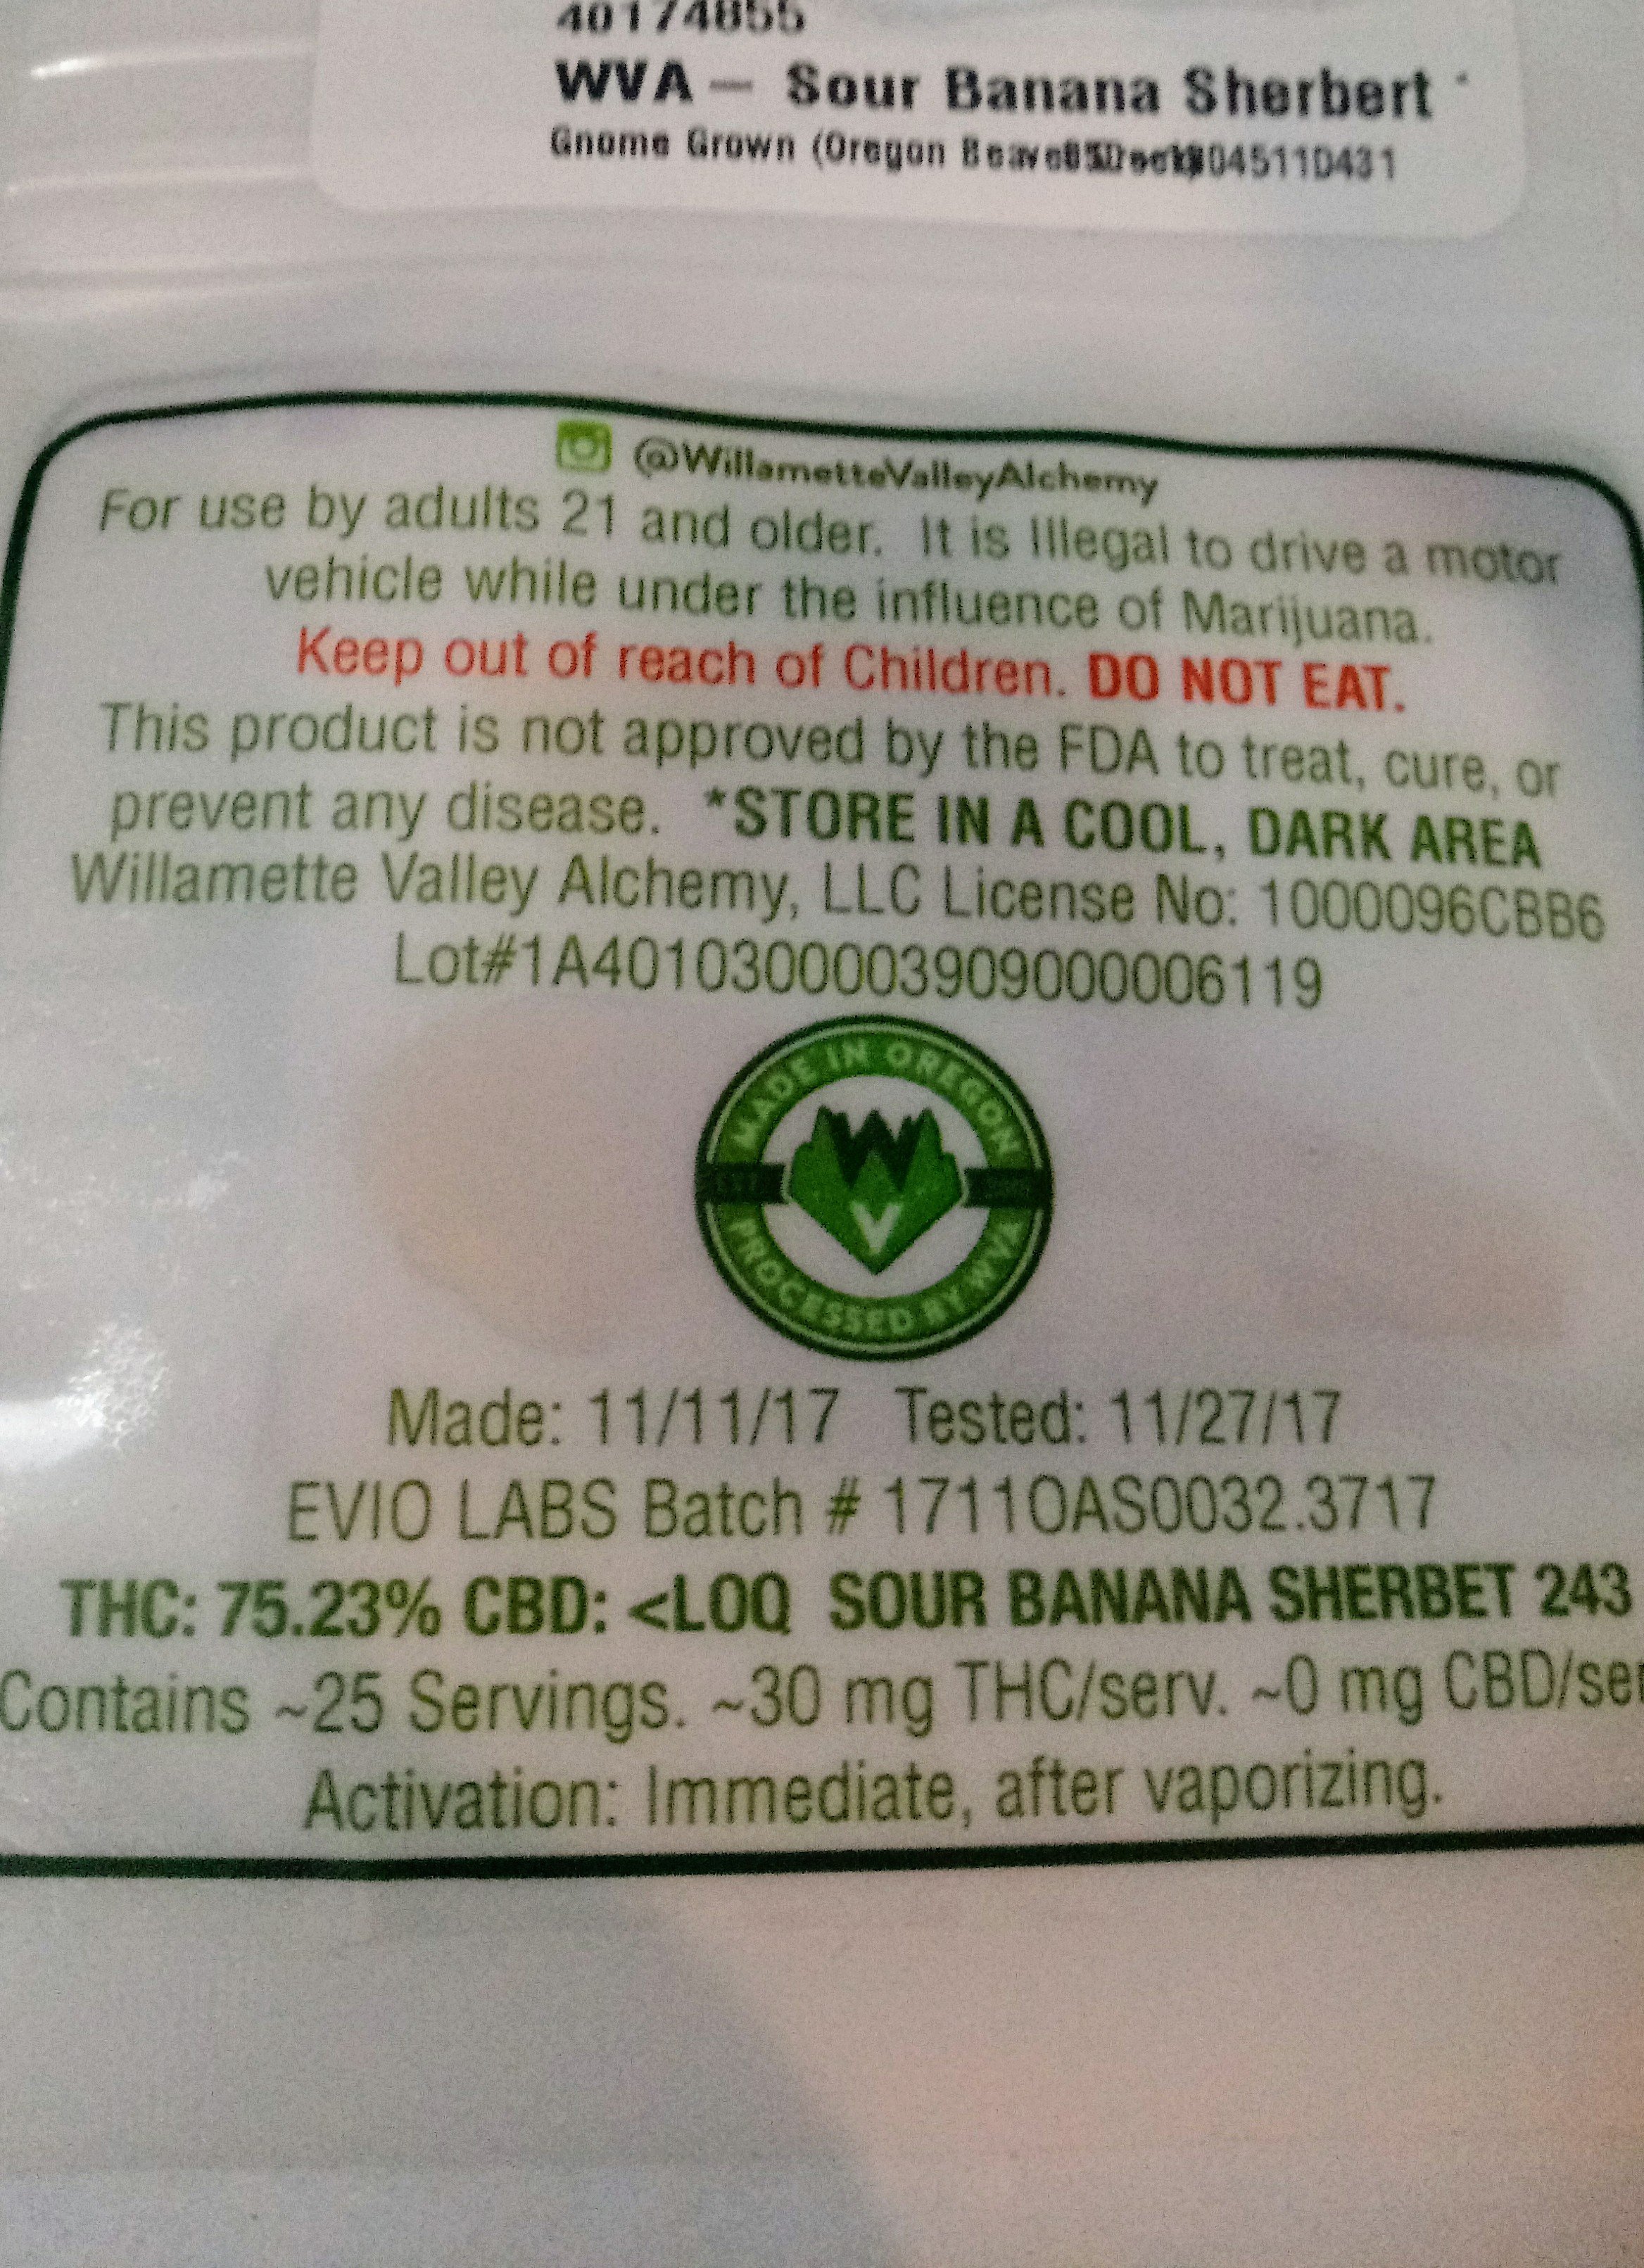 40174855
WVA — Sour Banana Sherbert
Gnome Grown (Oregon
@WillametteValleyAlchemy
For use by adults 21 and older. It is Illegal to drive a motor
vehicle while under the influence of Marijuana.
Keep out of reach of Children. DO NOT EAT.
This product is not approved by the FDA to treat, cure, or
prevent any disease. *STORE IN A COOL, DARK AREA
Willamette Valley Alchemy, LLC License No: 1000096CBB6
Lot#1A4010300003909000006119
MADE IN OREGON
V
PROCESSED BY WVA
Made: 11/11/17 Tested: 11/27/17
EVIO LABS Batch # 1711OAS0032.3717
THC: 75.23% CBD: <LOQ SOUR BANANA SHERBET 243
Contains ~25 Servings. ~30 mg THC/serv. ~0 mg CBD/ser
Activation: Immediate, after vaporizing.